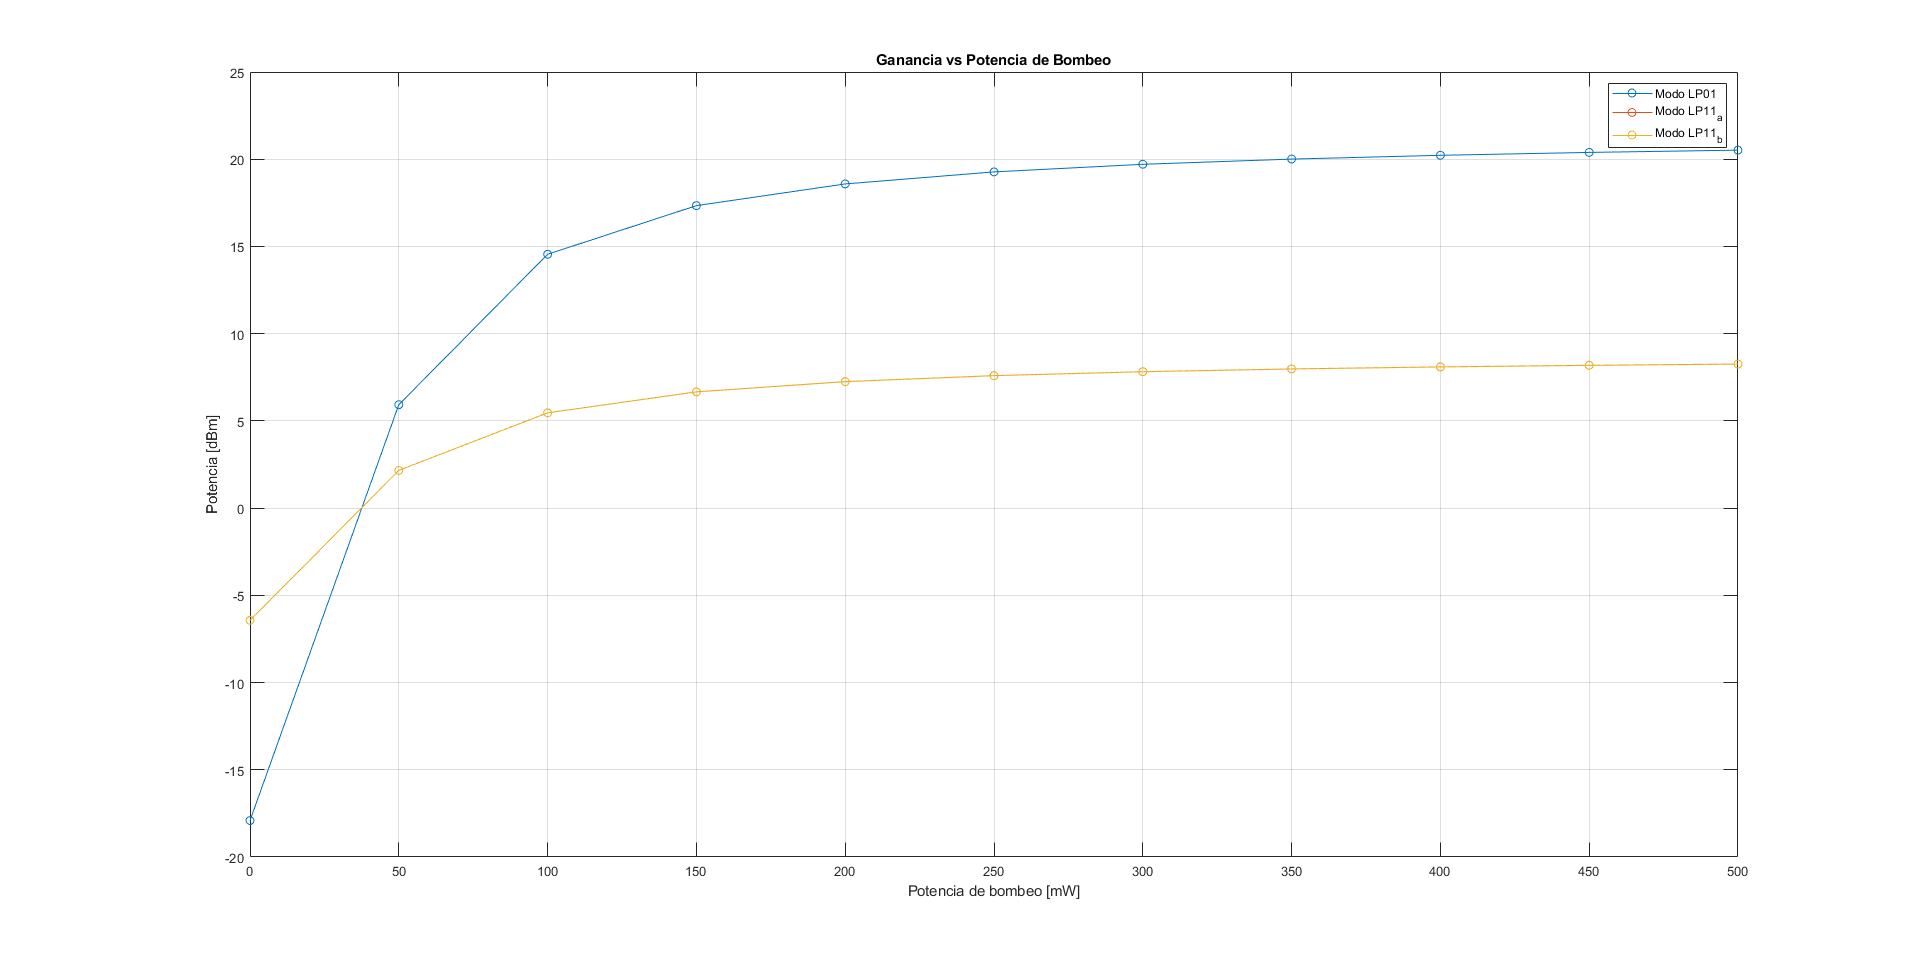 Ganancia vs Potencia de Bombeo
Modo LP01
Modo LP11a
Modo LP11b
Potencia [dBm]
25
20
15
10
5
0
-5
-10
-15
-20
0 50 100 150 200 250 300 350 400 450 500
Potencia de bombeo [mW]